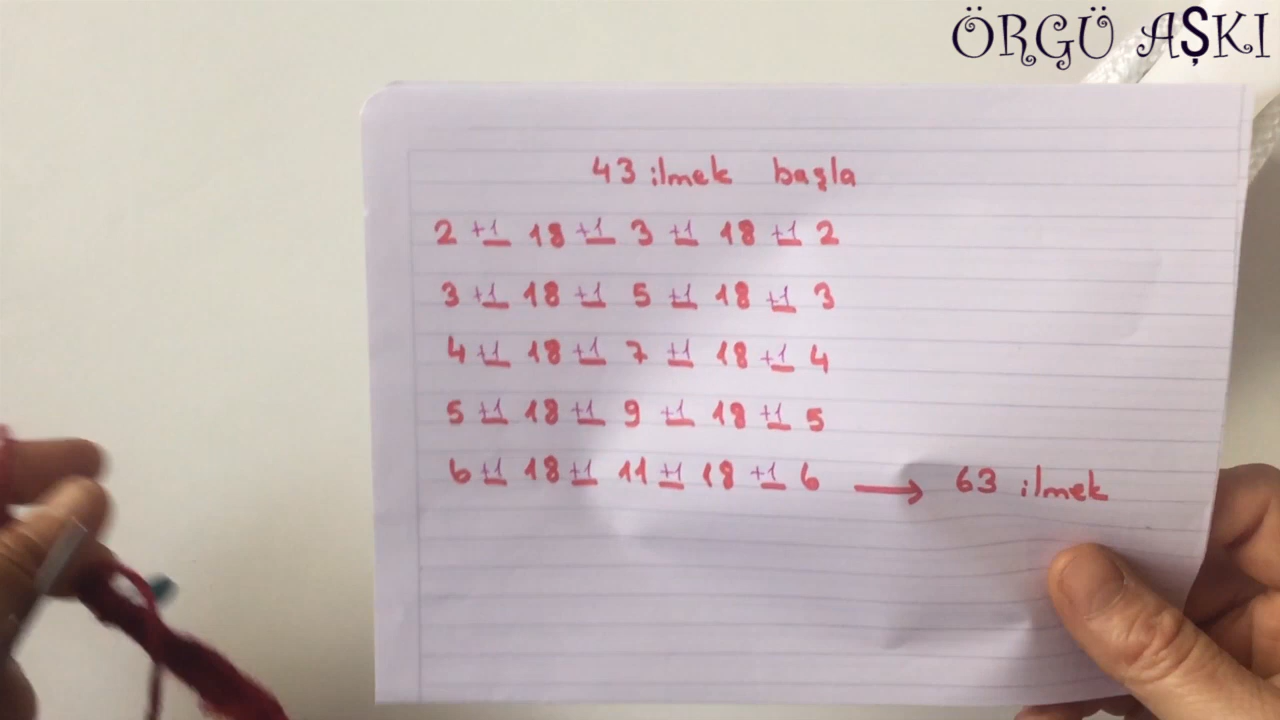 ÖRGÜ AŞKI
43 ilmek başla
2 +1 18 +1 3 +1 18 +1 2
3 +1 18 +1 5 +1 18 +1 3
4 +1 18 +1 7 +1 18 +1 4
5 +1 18 +1 9 +1 18 +1 5
6 +1 18 +1 11 +1 18 +1 6 → 63 ilmek